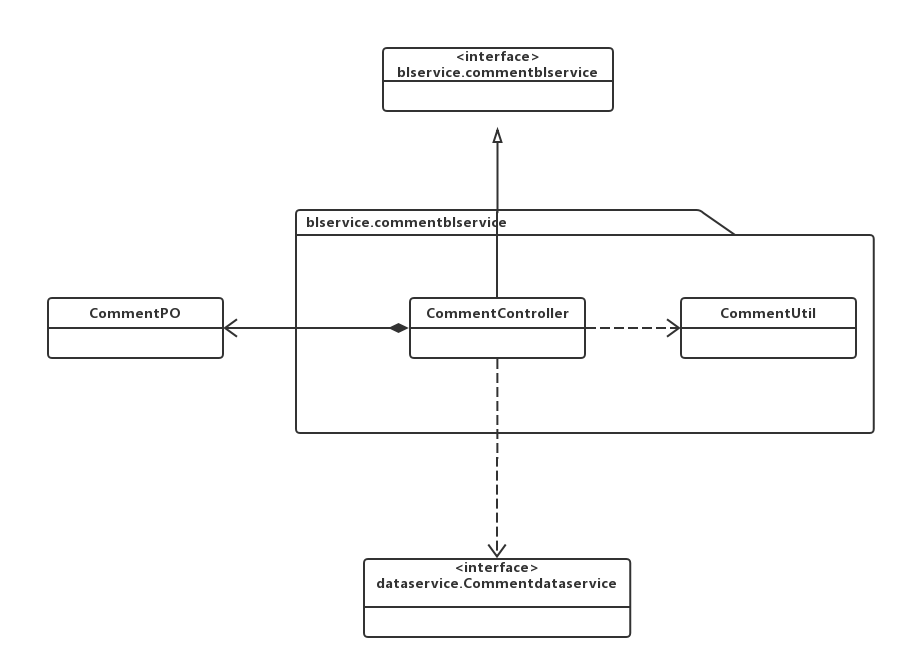 <interface>
blservice.commentblservice
blservice.commentblservice
CommentPO
CommentController
CommentUtil
<interface>
dataservice.Commentdataservice